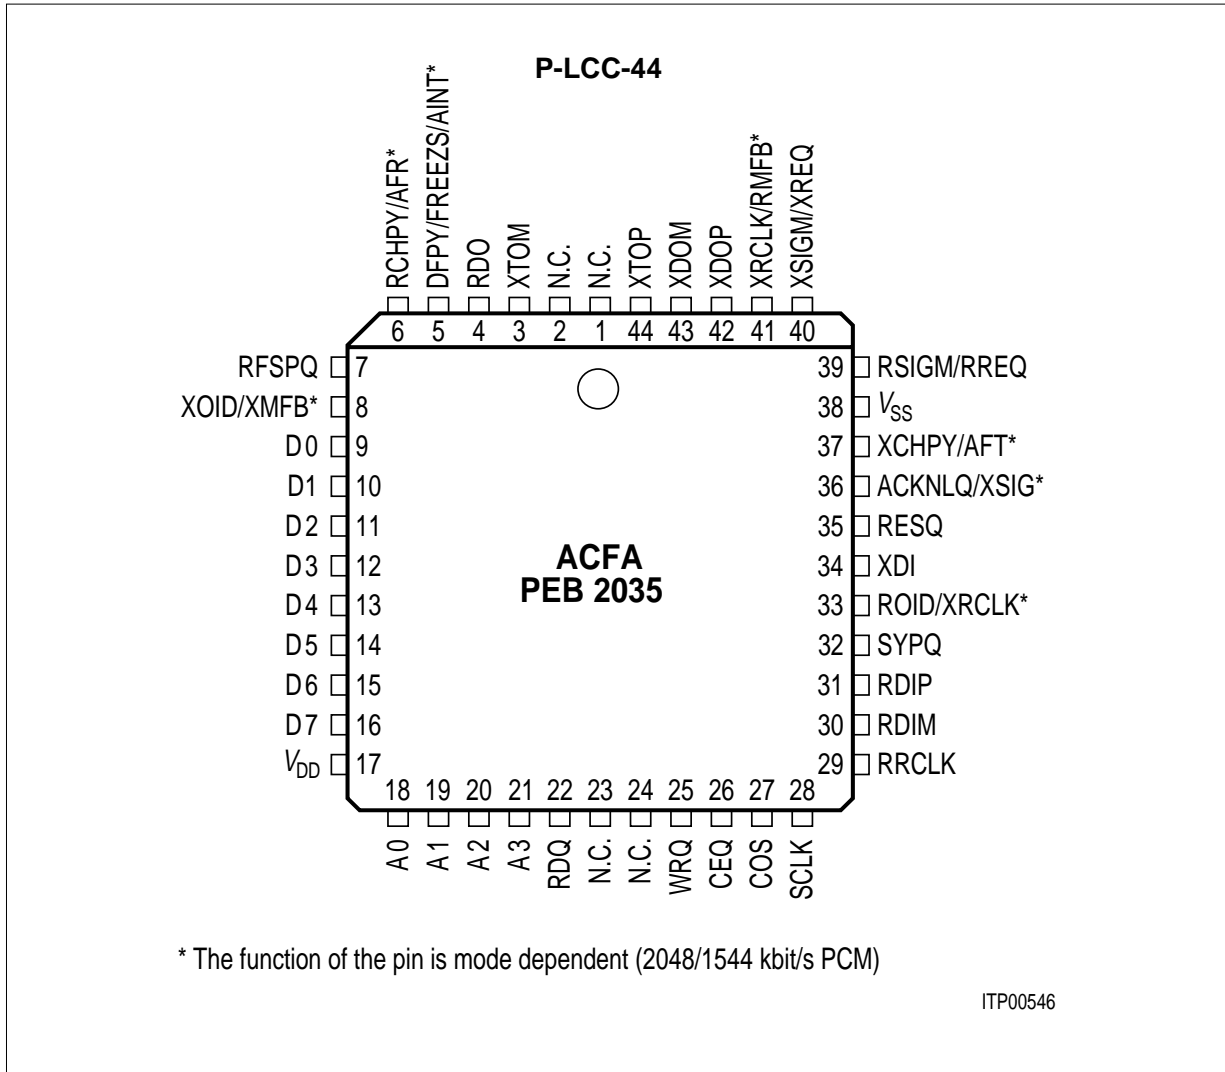 P-LCC-44
RCHPY/AFR*
DFPY/FREEZS/AINT*
RDO
XTOM
N.C.
N.C.
XTOP
XDOM
XDOP
XRCLK/RMFB*
XSIGM/XREQ
6 5 4 3 2 1 44 43 42 41 40
RFSPQ 7
XOID/XMFB* 8
D0 9
D1 10
D2 11
D3 12
D4 13
D5 14
D6 15
D7 16
VDD 17
ACFA
PEB 2035
39 RSIGM/RREQ
38 VSS
37 XCHPY/AFT*
36 ACKNLQ/XSIG*
35 RESQ
34 XDI
33 ROID/XRCLK*
32 SYPQ
31 RDIP
30 RDIM
29 RRCLK
18 19 20 21 22 23 24 25 26 27 28
A0
A1
A2
A3
RDQ
N.C.
N.C.
WRQ
CEQ
COS
SCLK
* The function of the pin is mode dependent (2048/1544 kbit/s PCM)
ITP00546